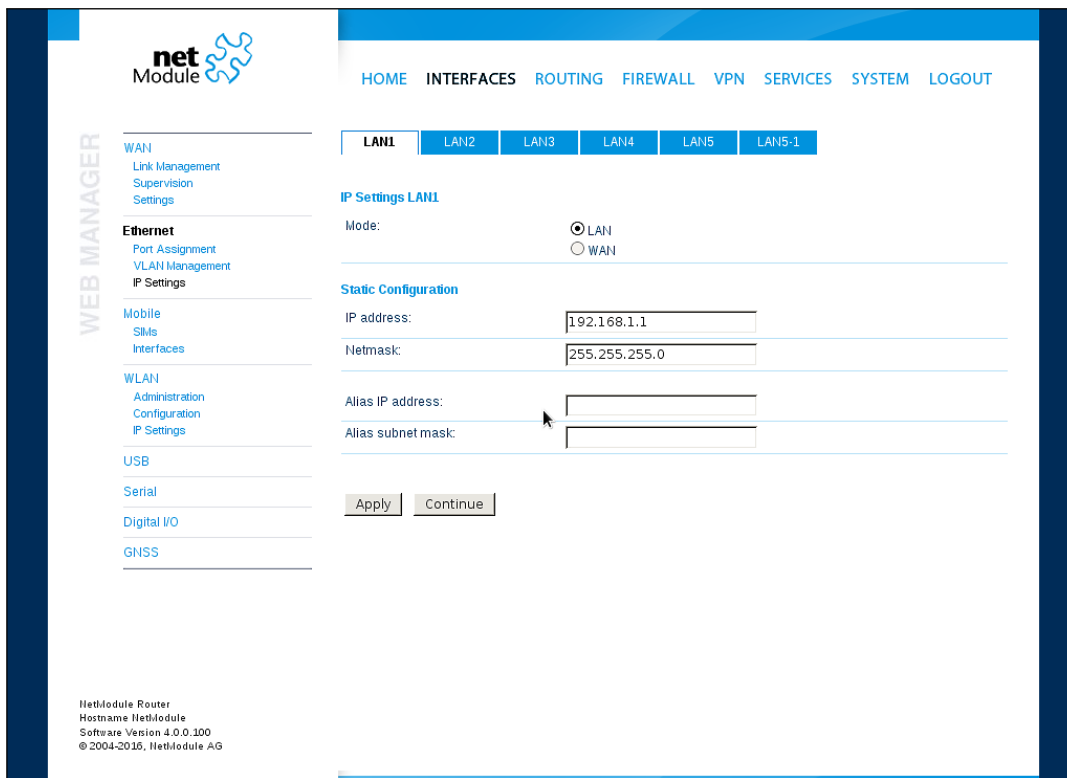 net
Module
HOME INTERFACES ROUTING FIREWALL VPN SERVICES SYSTEM LOGOUT
WEB MANAGER
WAN
Link Management
Supervision
Settings
Ethernet
Port Assignment
VLAN Management
IP Settings
Mobile
SIMs
Interfaces
WLAN
Administration
Configuration
IP Settings
USB
Serial
Digital I/O
GNSS
LAN1 LAN2 LAN3 LAN4 LAN5 LAN5-1
IP Settings LAN1
Mode:
LAN
WAN
Static Configuration
IP address: 192.168.1.1
Netmask: 255.255.255.0
Alias IP address:
Alias subnet mask:
Apply Continue
NetModule Router
Hostname NetModule
Software Version 4.0.0.100
© 2004-2016, NetModule AG